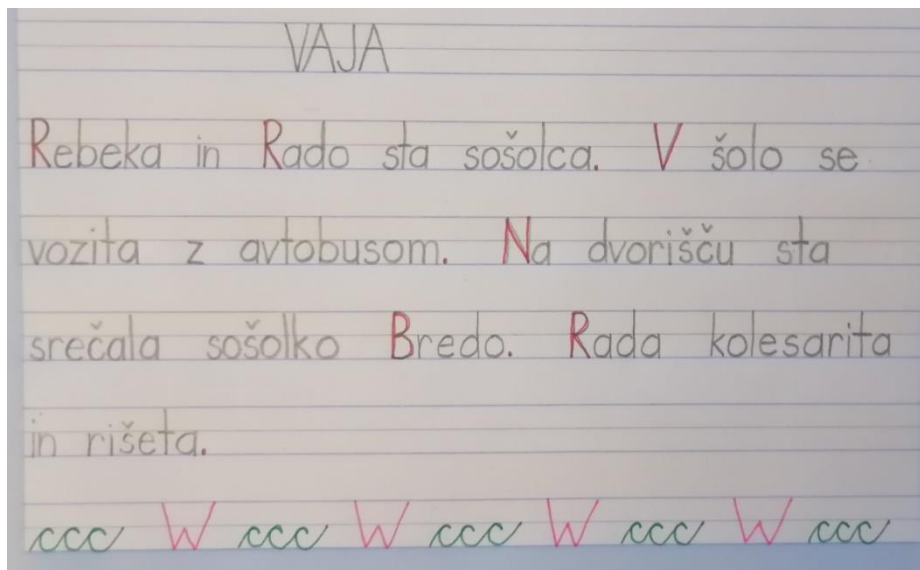 VAJA
Rebeka in Rado sta sošolca. V šolo se
vozita z avtobusom. Na dvorišču sta
srečala sošolko Bredo. Rada kolesarita
in rišeta.
ccc W ccc W ccc W ccc W ccc